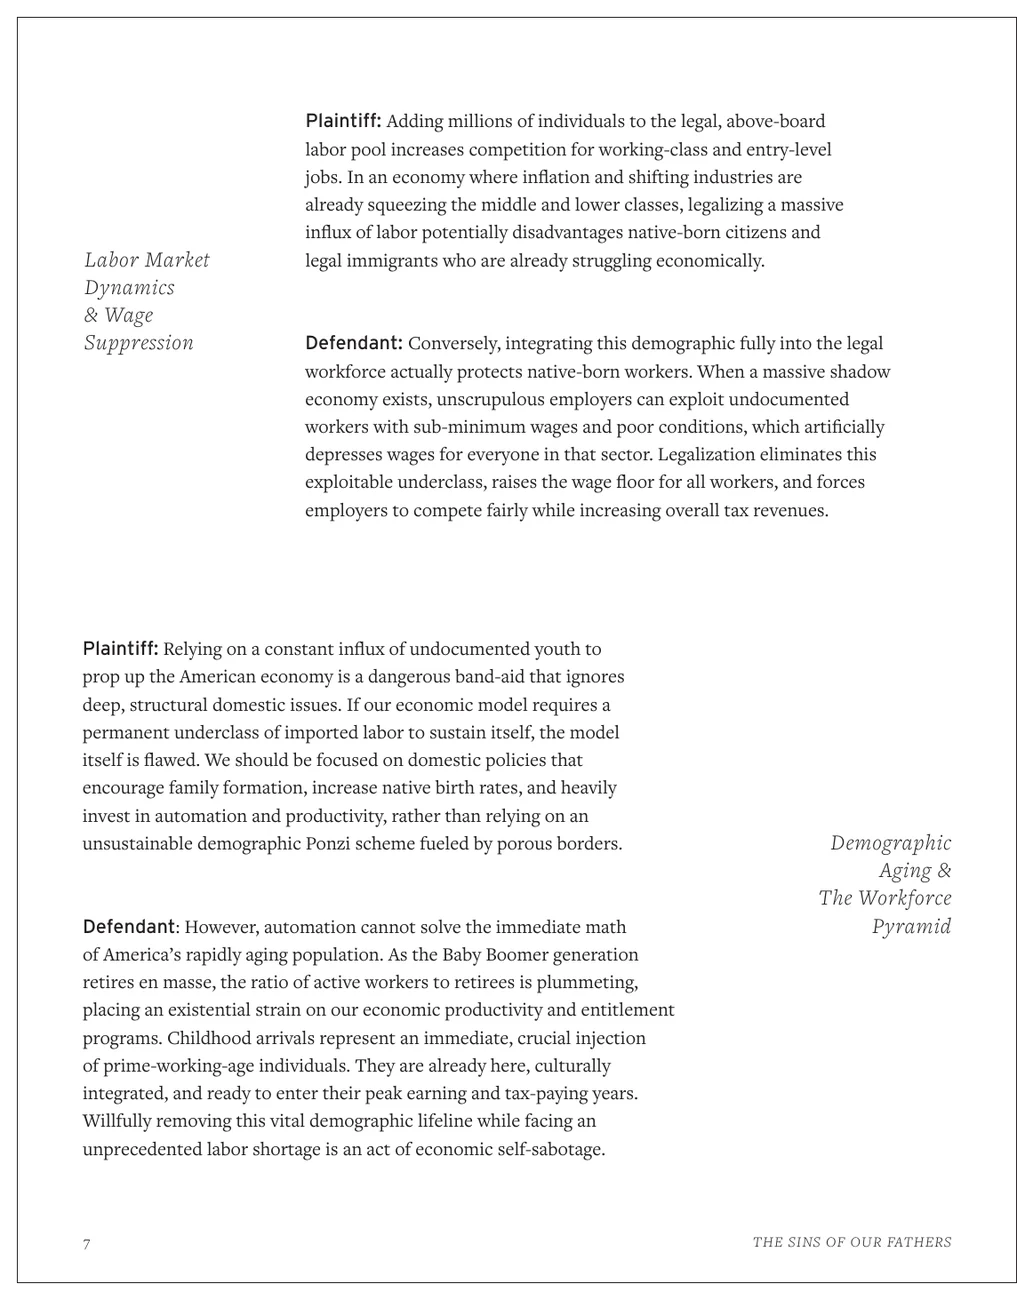 Plaintiff: Adding millions of individuals to the legal, above-board
labor pool increases competition for working-class and entry-level
jobs. In an economy where inflation and shifting industries are
already squeezing the middle and lower classes, legalizing a massive
influx of labor potentially disadvantages native-born citizens and
legal immigrants who are already struggling economically.
Labor Market
Dynamics
& Wage
Suppression
Defendant: Conversely, integrating this demographic fully into the legal
workforce actually protects native-born workers. When a massive shadow
economy exists, unscrupulous employers can exploit undocumented
workers with sub-minimum wages and poor conditions, which artificially
depresses wages for everyone in that sector. Legalization eliminates this
exploitable underclass, raises the wage floor for all workers, and forces
employers to compete fairly while increasing overall tax revenues.
Plaintiff: Relying on a constant influx of undocumented youth to
prop up the American economy is a dangerous band-aid that ignores
deep, structural domestic issues. If our economic model requires a
permanent underclass of imported labor to sustain itself, the model
itself is flawed. We should be focused on domestic policies that
encourage family formation, increase native birth rates, and heavily
invest in automation and productivity, rather than relying on an
unsustainable demographic Ponzi scheme fueled by porous borders.
Demographic
Aging &
The Workforce
Pyramid
Defendant: However, automation cannot solve the immediate math
of America’s rapidly aging population. As the Baby Boomer generation
retires en masse, the ratio of active workers to retirees is plummeting,
placing an existential strain on our economic productivity and entitlement
programs. Childhood arrivals represent an immediate, crucial injection
of prime-working-age individuals. They are already here, culturally
integrated, and ready to enter their peak earning and tax-paying years.
Willfully removing this vital demographic lifeline while facing an
unprecedented labor shortage is an act of economic self-sabotage.
7
THE SINS OF OUR FATHERS